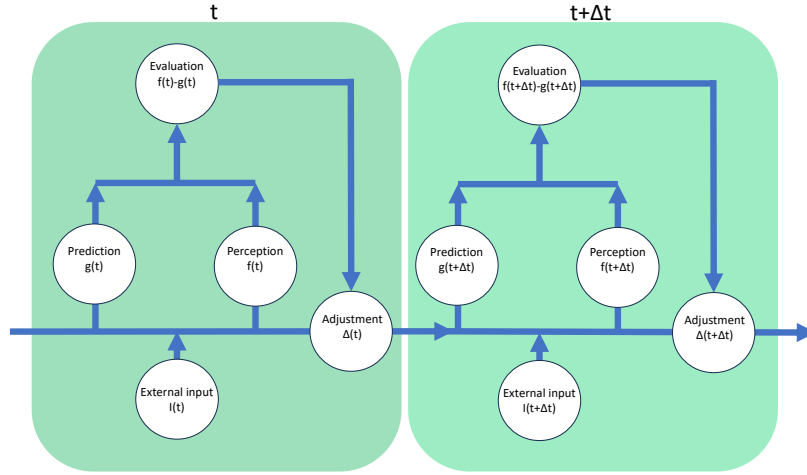 t
t+Δt
Evaluation
f(t)-g(t)
Evaluation
f(t+Δt)-g(t+Δt)
Prediction
g(t)
Perception
f(t)
Prediction
g(t+Δt)
Perception
f(t+Δt)
Adjustment
Δ(t)
Adjustment
Δ(t+Δt)
External input
I(t)
External input
I(t+Δt)